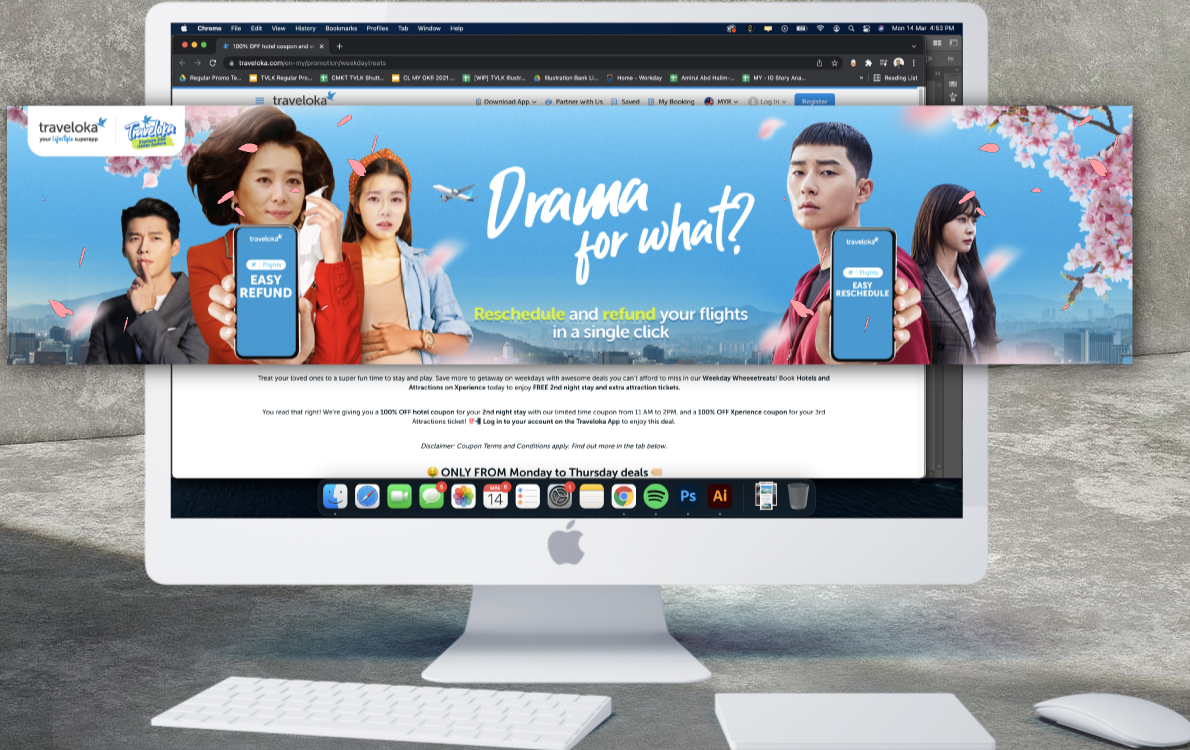 Chrome File Edit View History Bookmarks Profiles Tab Window Help
Mon 14 Mar 4:53 PM
100% OFF hotel coupon and
traveloka.com/en-my/promotion/weekdaytreats
Regular Promo Te... TVLK Regular Pro... CMKT TVLK Shutt... CL MY OKR 2021.... [WIP] TVLK Illustr... Illustration Bank Li... Home - Workday Amirul Abd Halim-... MY - IG Story Ana... » Reading List
traveloka Download App Partner with Us Saved My Booking MYR Log In Register
traveloka
your lifestyle superapp
Traveloka
Drama
for what?
traveloka
Flights
EASY
REFUND
traveloka
Flights
EASY
RESCHEDULE
Reschedule and refund your flights
in a single click
Treat your loved ones to a super fun time to stay and play. Save more to getaway on weekdays with awesome deals you can't afford to miss in our Weekday Wheeeetreats! Book Hotels and
Attractions on Xperience today to enjoy FREE 2nd night stay and extra attraction tickets.
You read that right! We're giving you a 100% OFF hotel coupon for your 2nd night stay with our limited time coupon from 11 AM to 2PM, and a 100% OFF Xperience coupon for your 3rd
Attractions ticket! Log in to your account on the Traveloka App to enjoy this deal.
Disclaimer: Coupon Terms and Conditions apply. Find out more in the tab below.
ONLY FROM Monday to Thursday deals
MAR
14
Ps
Ai